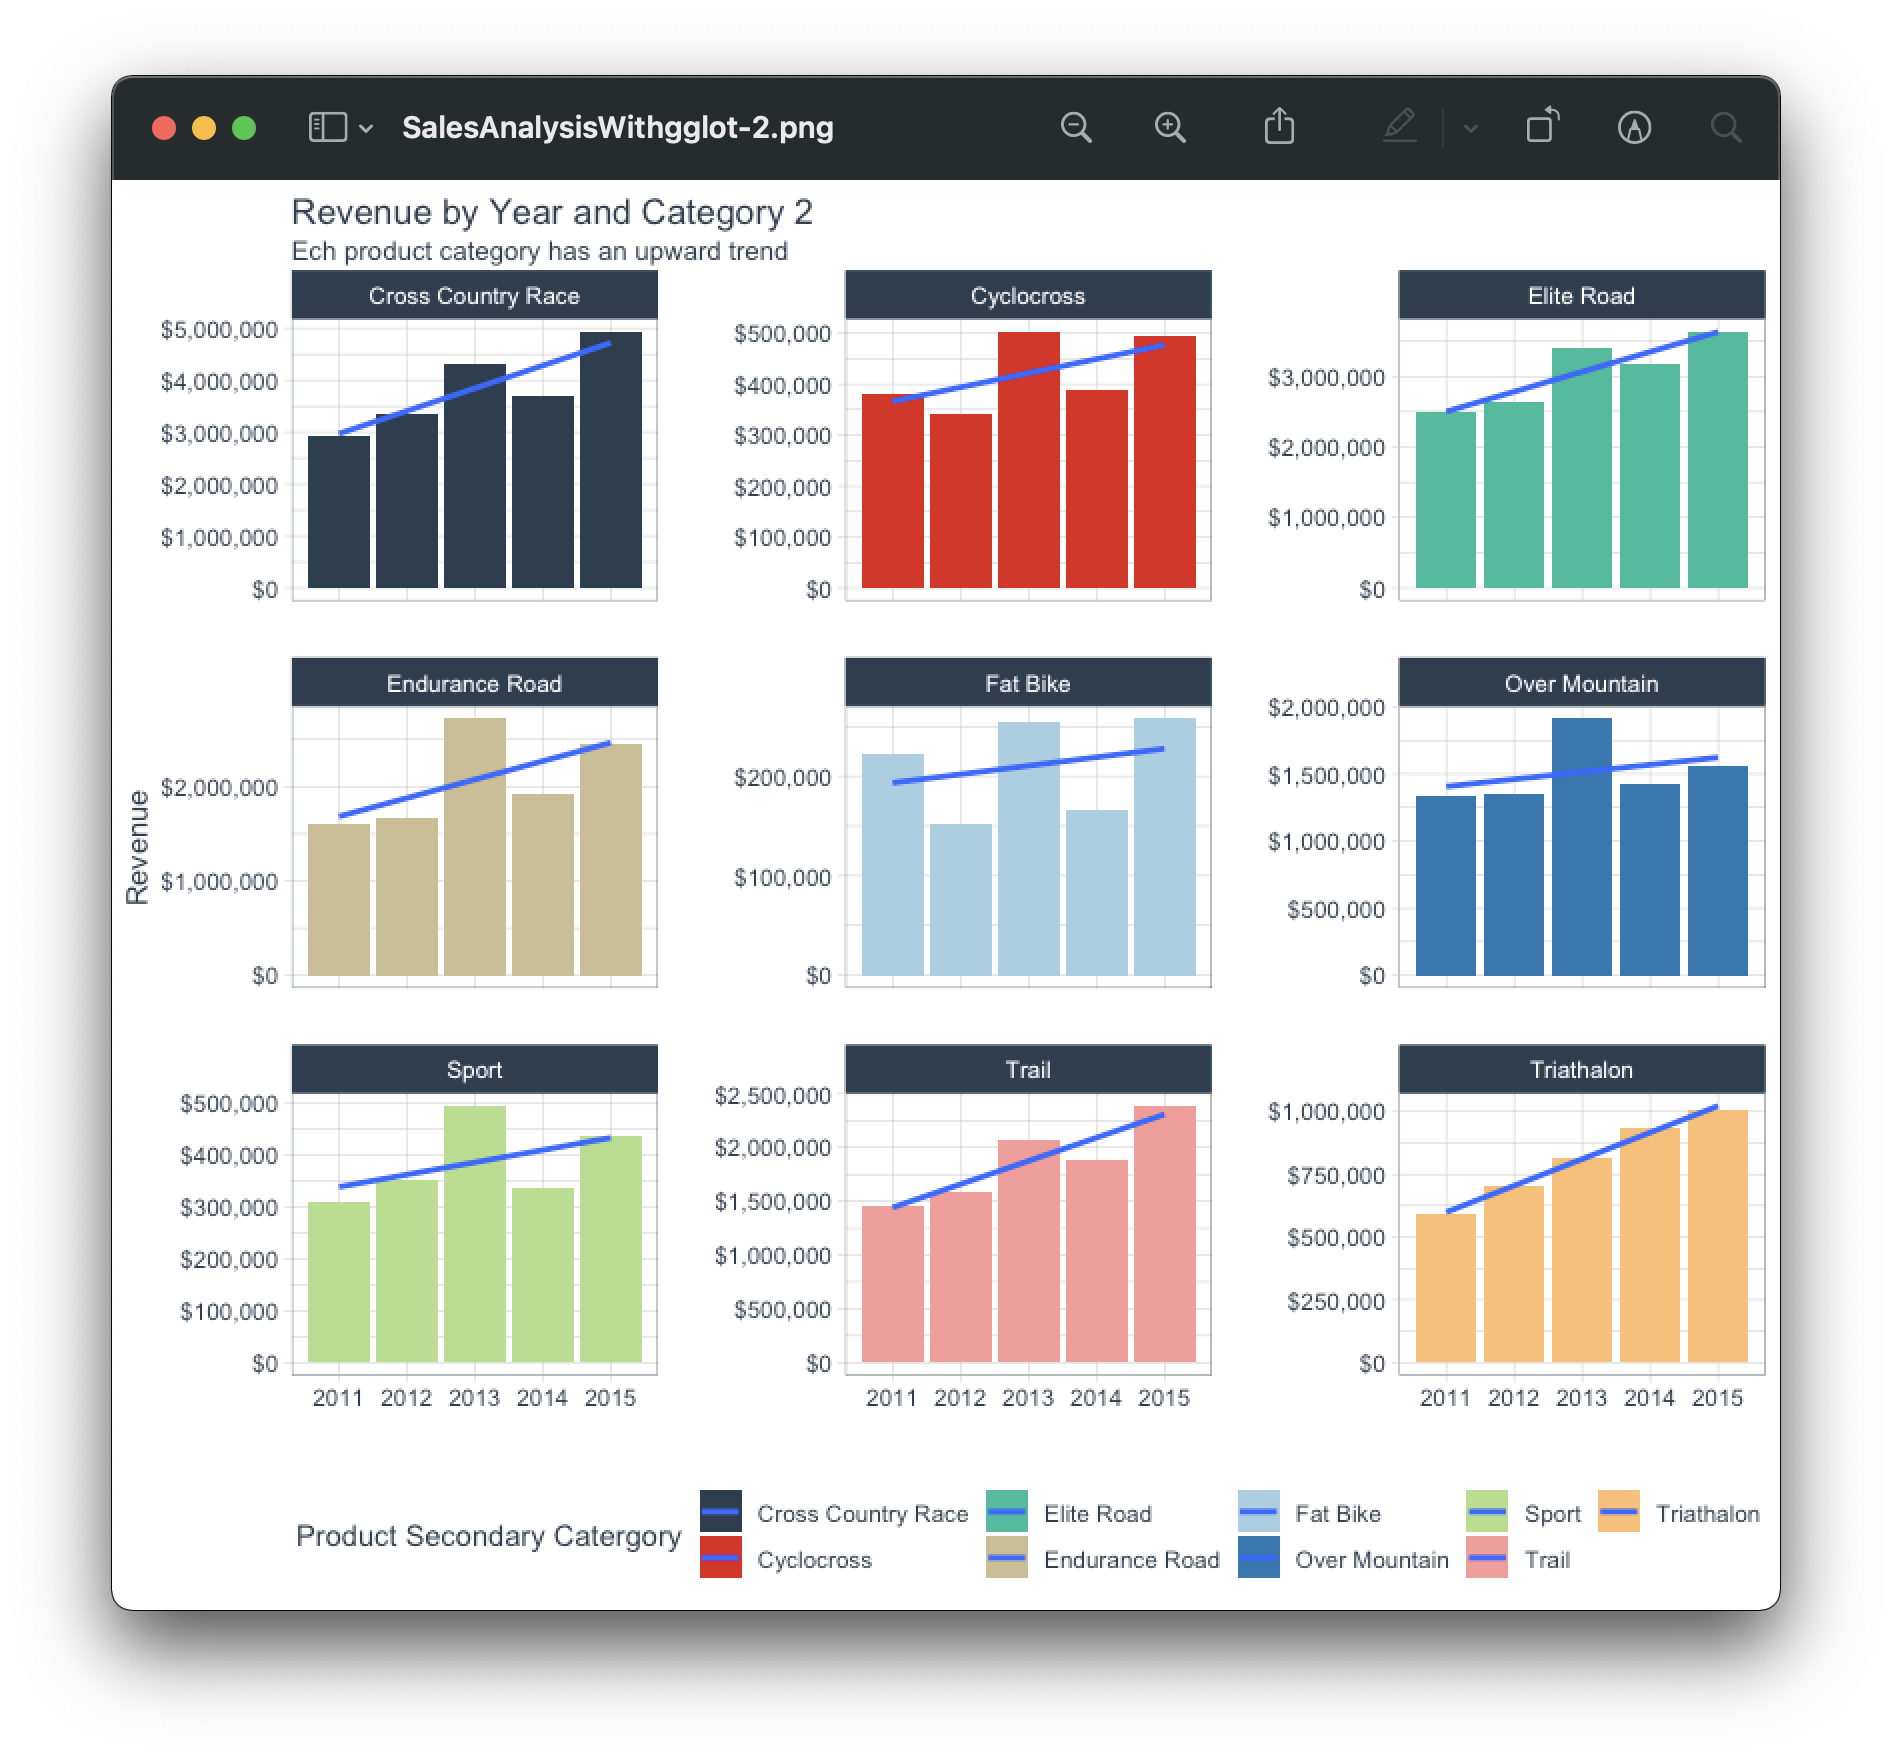 SalesAnalysisWithgglot-2.png
Revenue by Year and Category 2
Ech product category has an upward trend
Revenue
Cross Country Race
$5,000,000
$4,000,000
$3,000,000
$2,000,000
$1,000,000
$0
Cyclocross
$500,000
$400,000
$300,000
$200,000
$100,000
$0
Elite Road
$3,000,000
$2,000,000
$1,000,000
$0
Endurance Road
$2,000,000
$1,000,000
$0
Fat Bike
$200,000
$100,000
$0
Over Mountain
$2,000,000
$1,500,000
$1,000,000
$500,000
$0
Sport
$500,000
$400,000
$300,000
$200,000
$100,000
$0
2011 2012 2013 2014 2015
Trail
$2,500,000
$2,000,000
$1,500,000
$1,000,000
$500,000
$0
2011 2012 2013 2014 2015
Triathalon
$1,000,000
$750,000
$500,000
$250,000
$0
2011 2012 2013 2014 2015
Product Secondary Catergory
Cross Country Race Elite Road Fat Bike Sport Triathalon
Cyclocross Endurance Road Over Mountain Trail